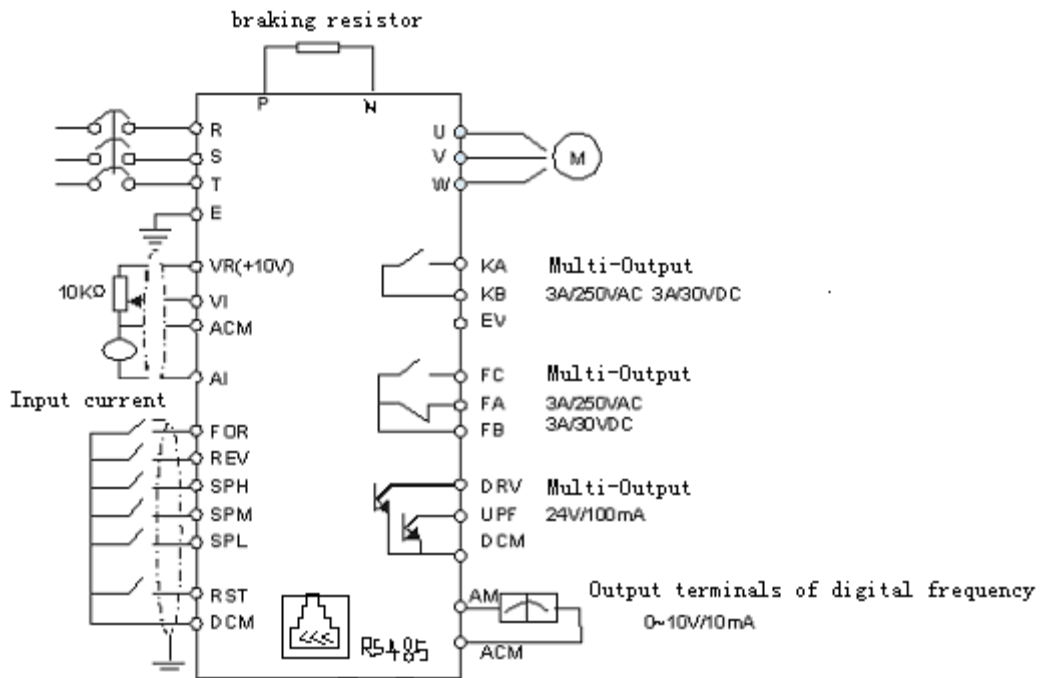 braking resistor
P N
R
S
T
E
U
V
W
M
VR(+10V)
10KΩ
VI
ACM
AI
Input current
KA Multi-Output
KB 3A/250VAC 3A/30VDC
EV
FC Multi-Output
FA 3A/250VAC
FB 3A/30VDC
FOR
REV
SPH
SPM
SPL
RST
DCM
DRV Multi-Output
UPF 24V/100mA
DCM
RS485
AM Output terminals of digital frequency
0~10V/10mA
ACM